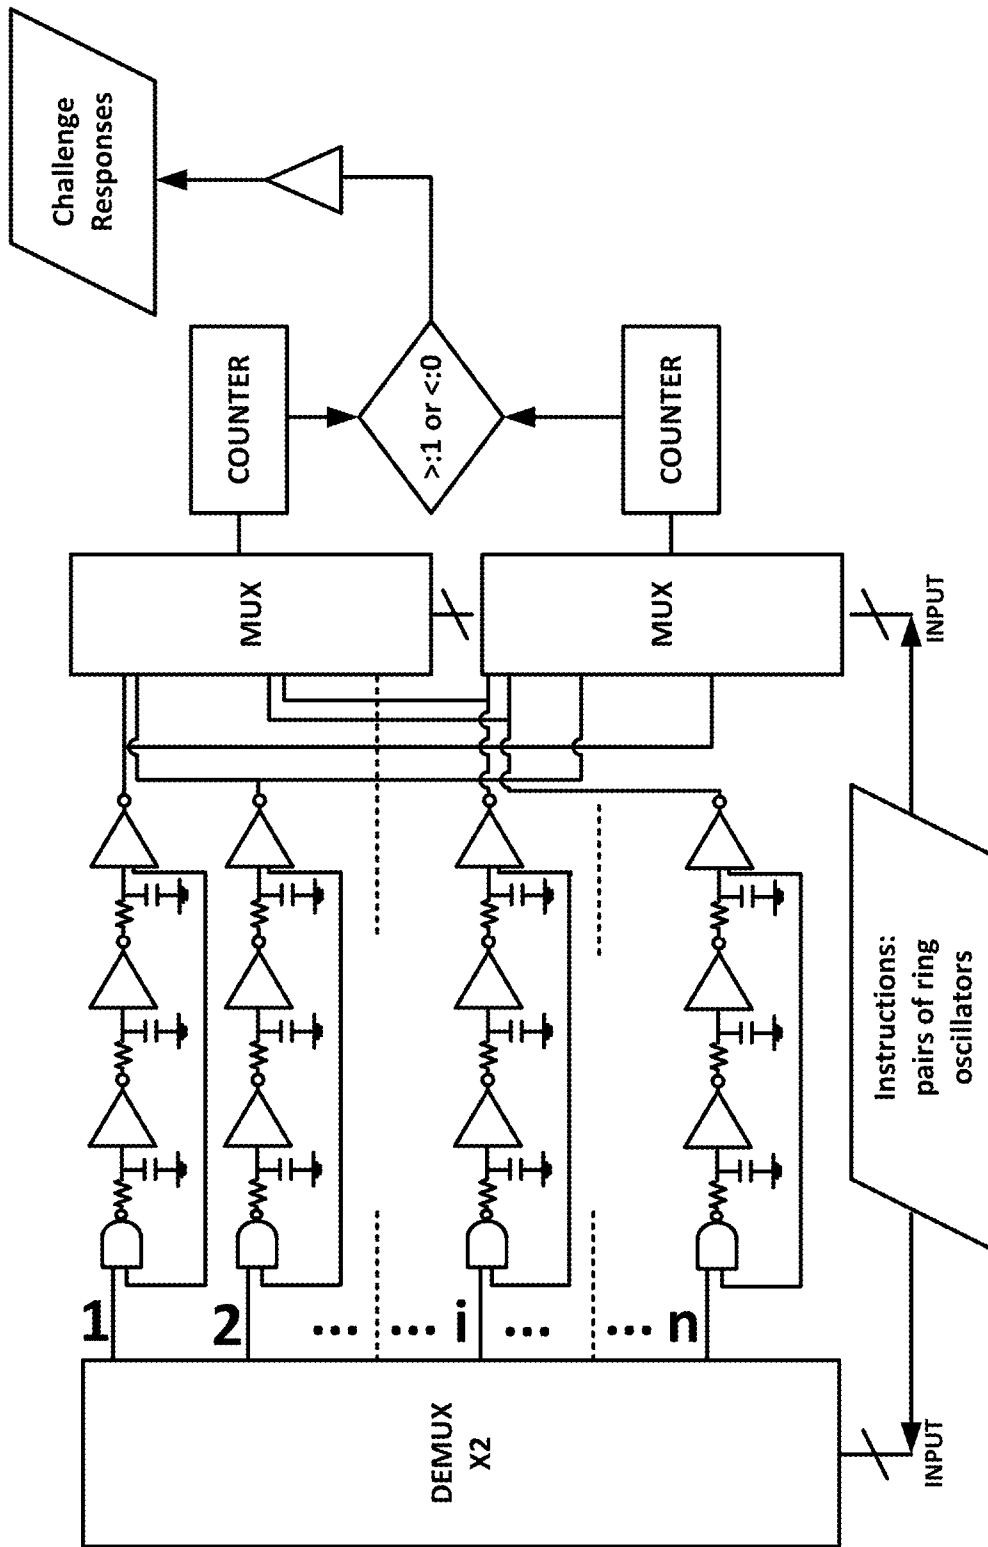 Challenge
Responses
COUNTER
>:1 or <:0
COUNTER
MUX
MUX
INPUT
1
2
... ... i ... ... n
DEMUX
X2
INPUT
Instructions:
pairs of ring
oscillators